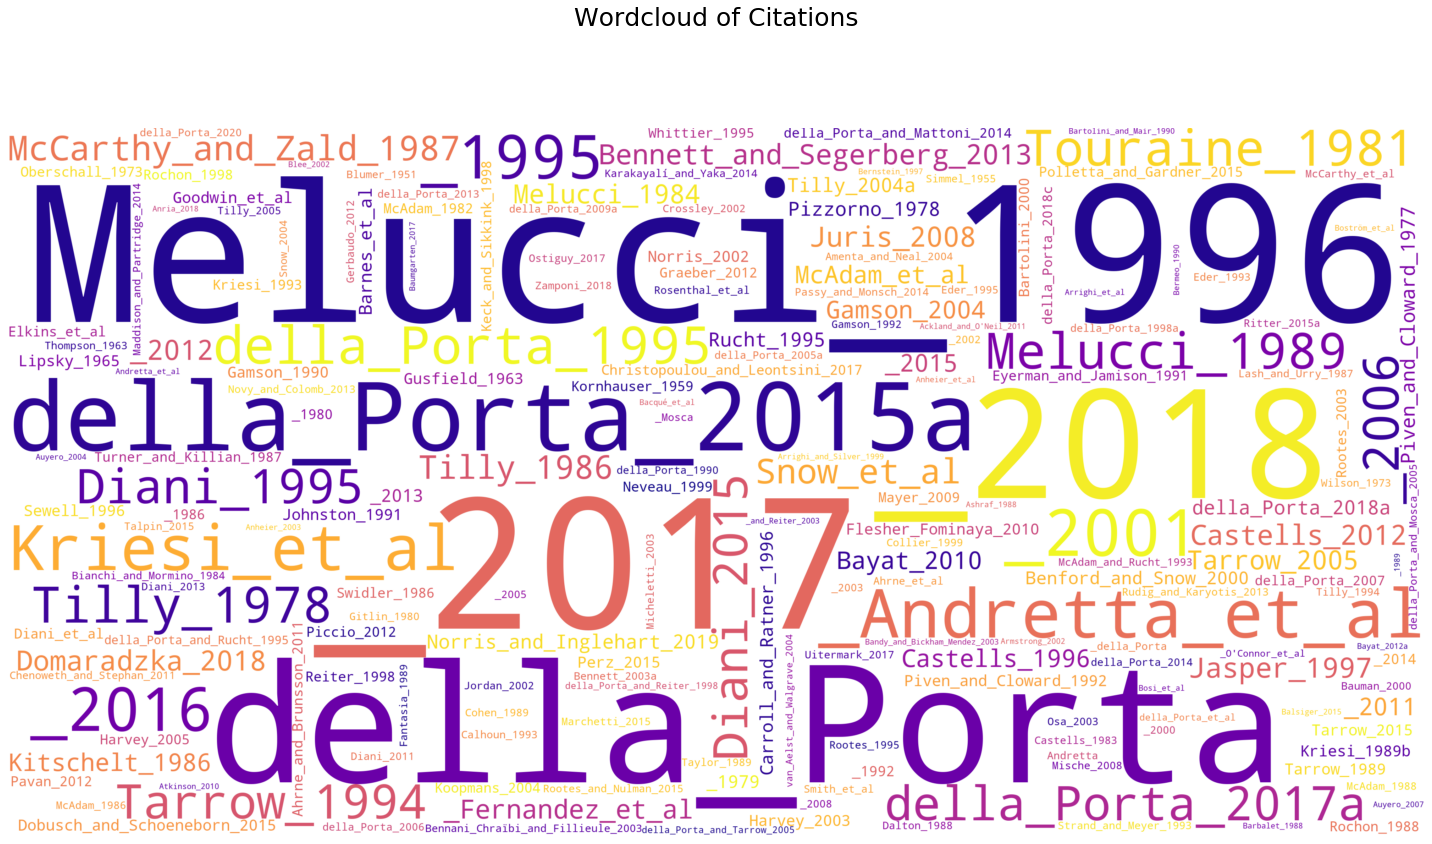 Wordcloud of Citations
della_Porta_2020
McCarthy_and_Zald_1987
_1995
Whittier_1995
della_Porta_and_Mattoni_2014
Bartolini_and_Mair_1990
Touraine_1981
Bennett_and_Segerberg_2013
Oberschall_1973
Rochon_1998
Blee_2002
Blumer_1951
Karakayali_and_Yaka_2014
Bernstein_1997
Simmel_1955
Polletta_and_Gardner_2015
McCarthy_et_al
Melucci_1996
Maddison_and_Partridge_2014
Goodwin_et_al
Anria_2018
Tilly_2005
Snow_2004
Kriesi_1993
Gerbaudo_2012
Barnes_et_al
della_Porta_2013
McAdam_1982
Baumgarten_2017
Keck_and_Sikkink_1998
Melucci_1984
della_Porta_2009a
Crossley_2002
Ostiguy_2017
Zamponi_2018
Norris_2002
Graeber_2012
Rosenthal_et_al
Tilly_2004a
Pizzorno_1978
Juris_2008
Amenta_and_Neal_2004
McAdam_et_al
Passy_and_Monsch_2014
Eder_1995
Gamson_2004
Bartolini_2000
della_Porta_2018c
Arrighi_et_al
Bermeo_1990
Eder_1993
Boström_et_al
Piven_and_Cloward_1977
Elkins_et_al
Thompson_1963
Lipsky_1965
Andretta_et_al
_2012
della_Porta_1995
Gamson_1990
Novy_and_Colomb_2013
Gusfield_1963
Rucht_1995
della_Porta_2005a
Christopoulou_and_Leontsini_2017
Gamson_1992
Ackland_and_O'Neil_2011
_2002
_2015
Anheier_et_al
della_Porta_1998a
Ritter_2015a
Melucci_1989
Eyerman_and_Jamison_1991
Lash_and_Urry_1987
_2006
della_Porta_2015a
Kornhauser_1959
Bacqué_et_al
_Mosca
_1980
_2018
Rootes_2003
Auyero_2004
Turner_and_Killian_1987
Tilly_1986
della_Porta_1990
Neveau_1999
Arrighi_and_Silver_1999
Snow_et_al
Wilson_1973
Diani_1995
_2013
Sewell_1996
_1986
Johnston_1991
_2017
Diani_2015
Mayer_2009
Ashraf_1988
della_Porta_2018a
della_Porta_and_Mosca_2005
Talpin_2015
Anheier_2003
Kriesi_et_al
_and_Reiter_2003
Flesher_Fominaya_2010
Collier_1999
_2001
Castells_2012
Carroll_and_Ratner_1996
Bayat_2010
McAdam_and_Rucht_1993
Tarrow_2005
_1989
Bianchi_and_Mormino_1984
Diani_2013
Tilly_1978
Swidler_1986
_2005
Micheletti_2003
_2003
Ahrne_et_al
Benford_and_Snow_2000
della_Porta_2007
Rudig_and_Karyotis_2013
Tilly_1994
Gitlin_1980
Andretta_et_al
Diani_et_al
della_Porta_and_Rucht_1995
Piccio_2012
Norris_and_Inglehart_2019
Bandy_and_Bickham_Mendez_2003
Armstrong_2002
_della_Porta
_O'Connor_et_al
Bayat_2012a
Domaradzka_2018
Uitermark_2017
Castells_1996
della_Porta_2014
Jasper_1997
_2014
Chenoweth_and_Stephan_2011
Ahrne_and_Brunsson_2011
Reiter_1998
Perz_2015
Bennett_2003a
della_Porta_and_Reiter_1998
van_Aelst_and_Walgrave_2004
Piven_and_Cloward_1992
Bosi_et_al
Bauman_2000
della_Porta
_2016
Fantasia_1989
Jordan_2002
Cohen_1989
Marchetti_2015
Osa_2003
della_Porta_et_al
_2000
Balsiger_2015
_2011
Harvey_2005
Calhoun_1993
Rootes_1995
Castells_1983
Tarrow_2015
Kitschelt_1986
Diani_2011
Andretta
Mische_2008
Kriesi_1989b
Taylor_1989
_1992
Tarrow_1989
Pavan_2012
Atkinson_2010
Koopmans_2004
Rootes_and_Nulman_2015
_1979
Smith_et_al
McAdam_1988
McAdam_1986
Tarrow_1994
_Fernandez_et_al
_2008
della_Porta_2017a
Auyero_2007
Dobusch_and_Schoeneborn_2015
della_Porta_2006
Bennani_Chraibi_and_Fillieule_2003
della_Porta_and_Tarrow_2005
Harvey_2003
Dalton_1988
Strand_and_Meyer_1993
Barbalet_1988
Rochon_1988